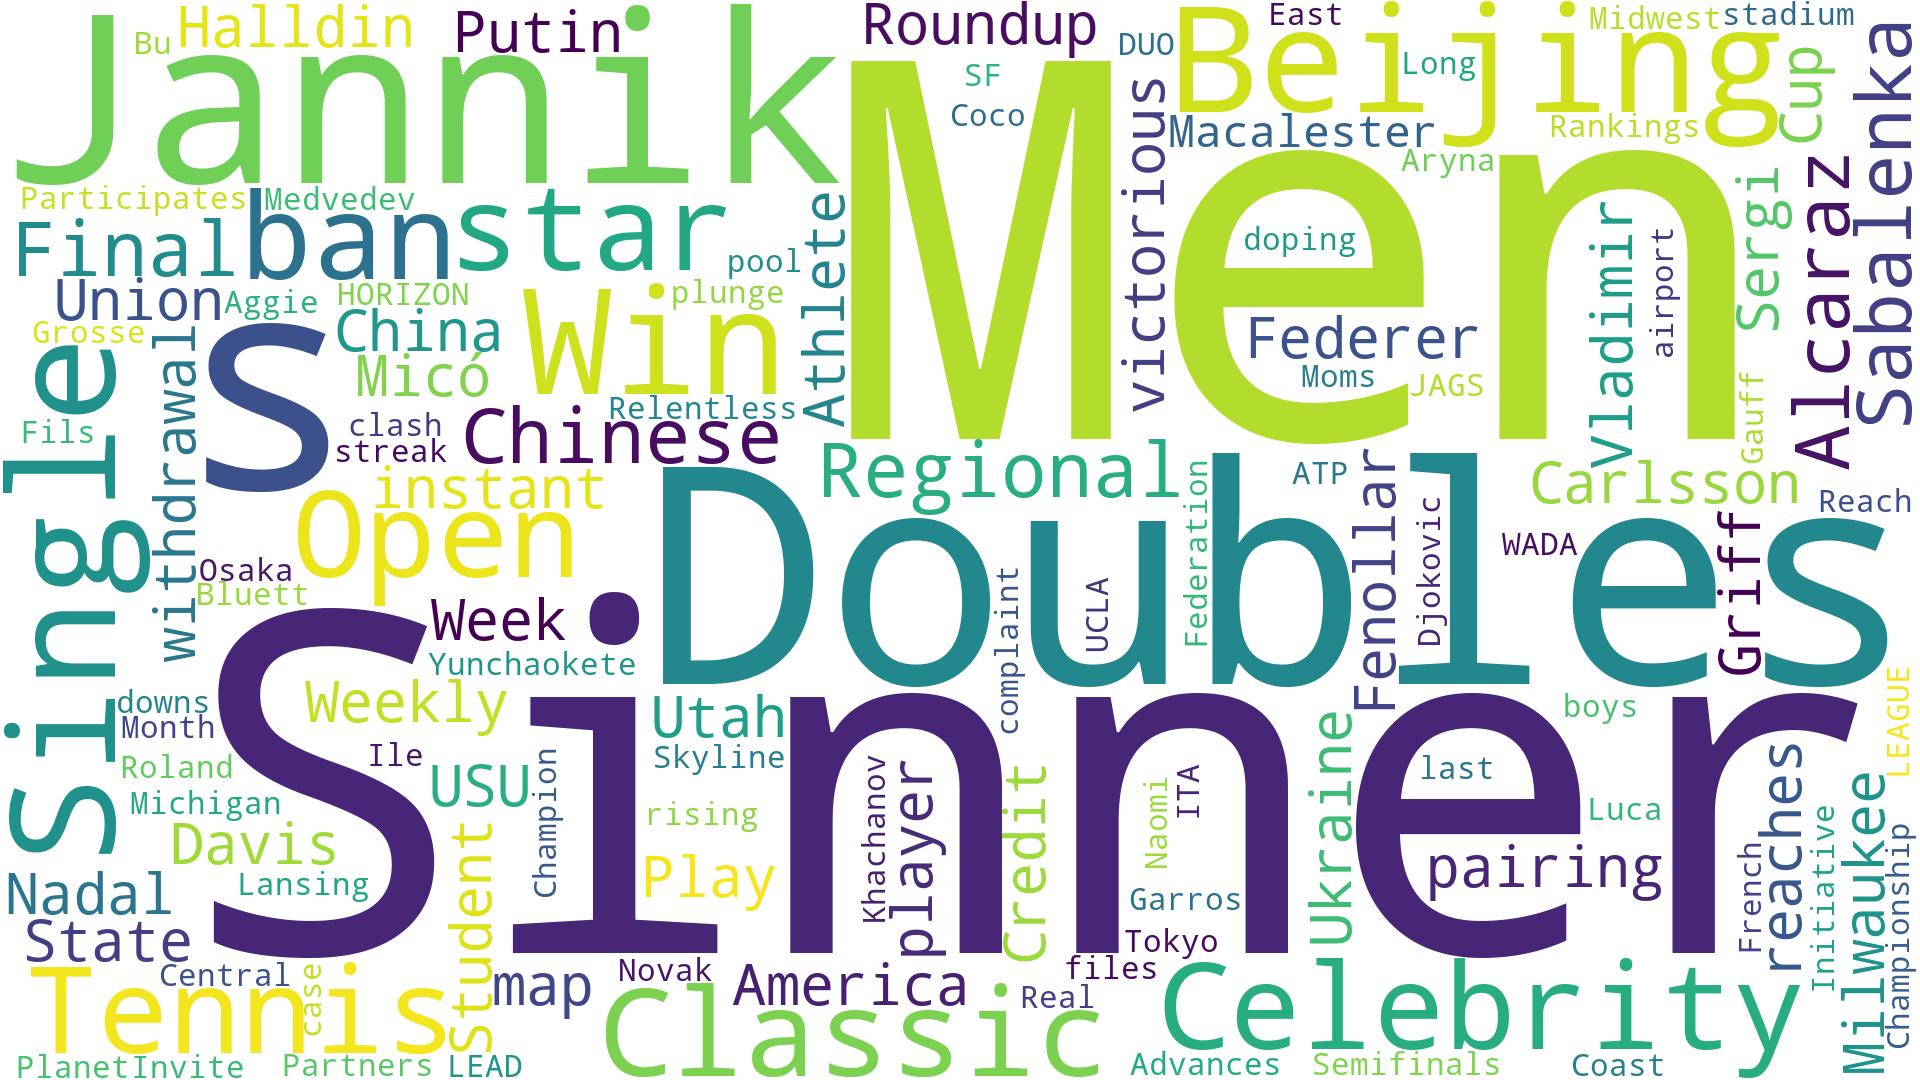 Jannik
Men
Beijing
Bu
Halldin
Putin
Roundup
DUO
East
Midwest
stadium
SF
Coco
Long
Cup
Sabalenka
victorious
Macalester
Rankings
Aryna
Participates
Medvedev
Final
ban
star
pool
Athlete
doping
Vladimir
airport
Sergi
Alcaraz
Union
Aggie
HORIZON
plunge
Grosse
China
Win
Federer
Moms
JAGS
Gauff
Single
withdrawal
s
Micó
Relentless
Fils
clash
streak
Chinese
Regional
Federation
ATP
Fenollar
Djokovic
Carlsson
Reach
instant
Open
Doubles
WADA
Griff
Osaka
Bluett
Week
Yunchaokete
complaint
UCLA
Sinner
downs
Month
Weekly
Utah
boys
LEAGUE
Ile
Skyline
Roland
USU
Champion
Michigan
rising
Khachanov
player
Credit
Naomi
ITA
Ukraine
last
Luca
reaches
French
Initiative
Milwaukee
Championship
Davis
Lansing
Student
Play
pairing
Nadal
Garros
State
Tokyo
Central
case
Tennis
map
Novak
America
files
Real
Classic
Celebrity
PlanetInvite
Partners
LEAD
Advances
Semifinals
Coast